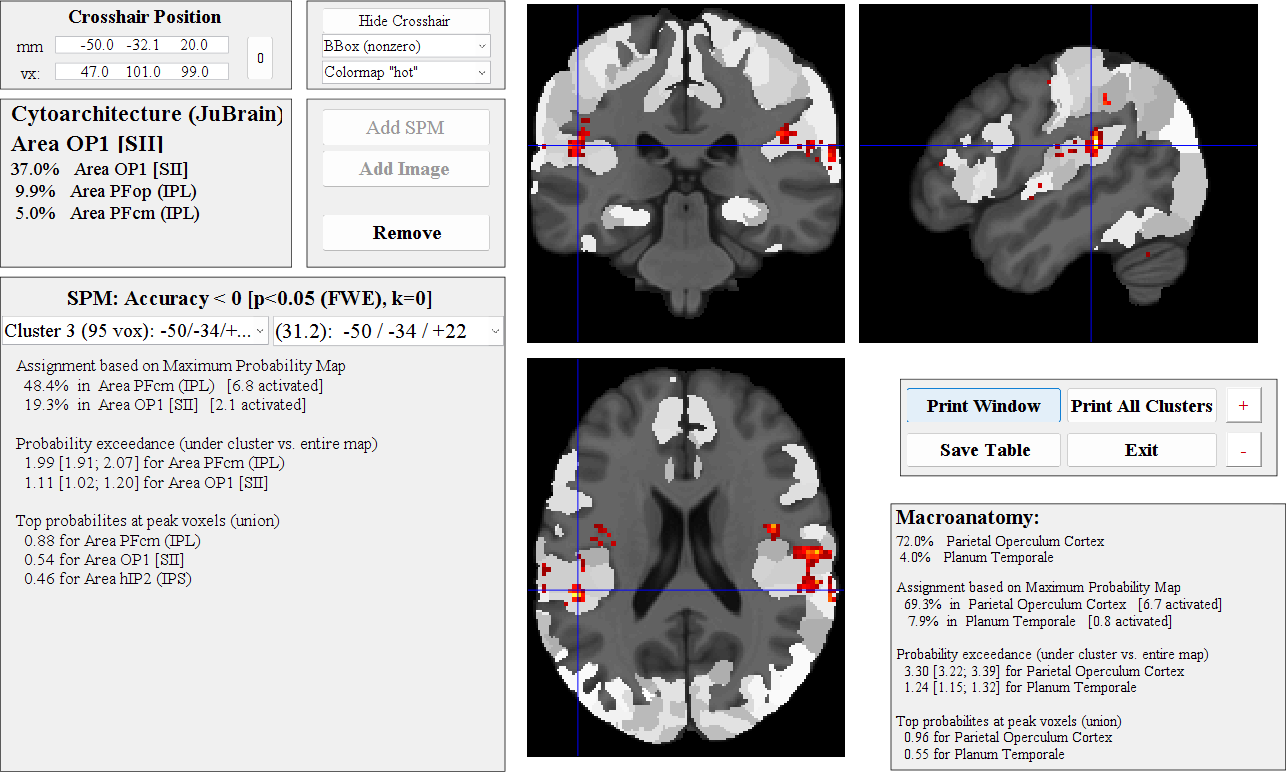 Crosshair Position
mm -50.0 -32.1 20.0
vx: 47.0 101.0 99.0
0
Hide Crosshair
BBox (nonzero)
Colormap "hot"
Cytoarchitecture (JuBrain)
Area OP1 [SII]
37.0% Area OP1 [SII]
9.9% Area PFop (IPL)
5.0% Area PFcm (IPL)
Add SPM
Add Image
Remove
SPM: Accuracy < 0 [p<0.05 (FWE), k=0]
Cluster 3 (95 vox): -50/-34/+...
(31.2): -50 / -34 / +22
Assignment based on Maximum Probability Map
48.4% in Area PFcm (IPL) [6.8 activated]
19.3% in Area OP1 [SII] [2.1 activated]
Probability exceedance (under cluster vs. entire map)
1.99 [1.91; 2.07] for Area PFcm (IPL)
1.11 [1.02; 1.20] for Area OP1 [SII]
Top probabilites at peak voxels (union)
0.88 for Area PFcm (IPL)
0.54 for Area OP1 [SII]
0.46 for Area hIP2 (IPS)
Print Window
Print All Clusters
+
Save Table
Exit
-
Macroanatomy:
72.0% Parietal Operculum Cortex
4.0% Planum Temporale
Assignment based on Maximum Probability Map
69.3% in Parietal Operculum Cortex [6.7 activated]
7.9% in Planum Temporale [0.8 activated]
Probability exceedance (under cluster vs. entire map)
3.30 [3.22; 3.39] for Parietal Operculum Cortex
1.24 [1.15; 1.32] for Planum Temporale
Top probabilites at peak voxels (union)
0.96 for Parietal Operculum Cortex
0.55 for Planum Temporale